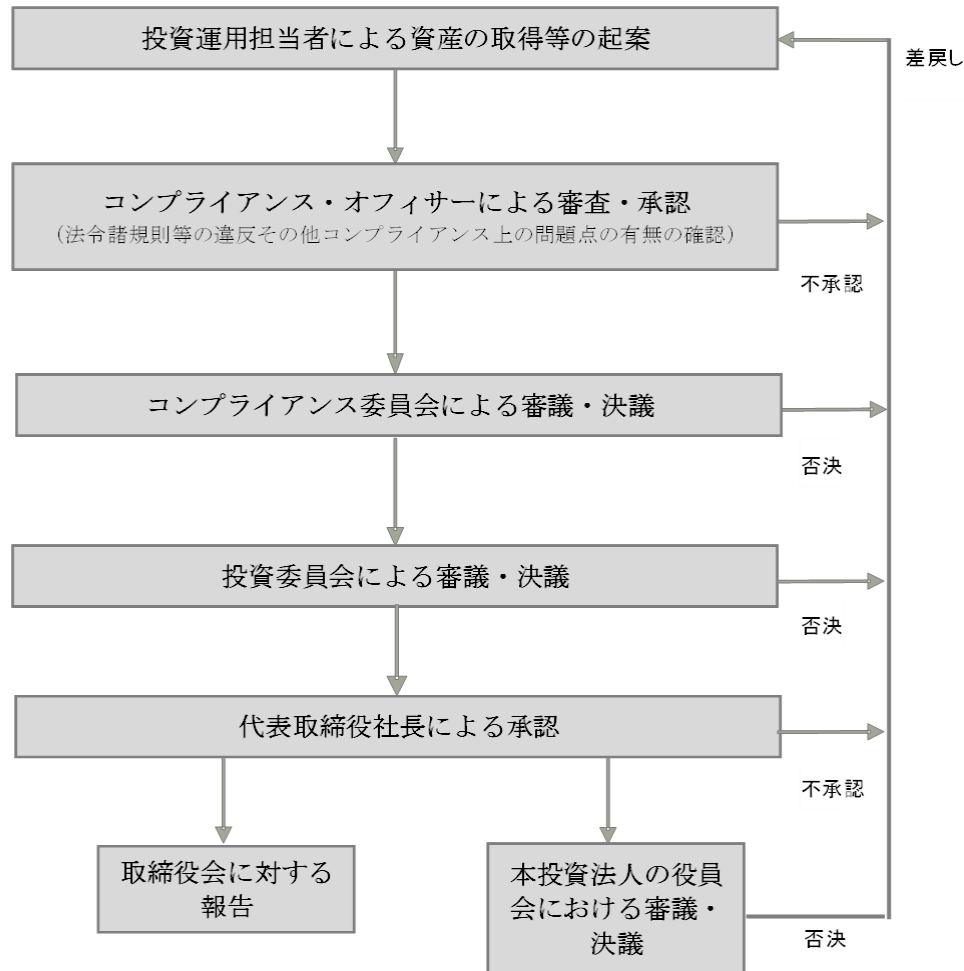 投資運用担当者による資産の取得等の起案
差戻し
コンプライアンス・オフィサーによる審査・承認
（法令諸規則等の違反その他コンプライアンス上の問題点の有無の確認）
不承認
コンプライアンス委員会による審議・決議
否決
投資委員会による審議・決議
否決
代表取締役社長による承認
不承認
取締役会に対する
報告
本投資法人の役員
会における審議・
決議
否決